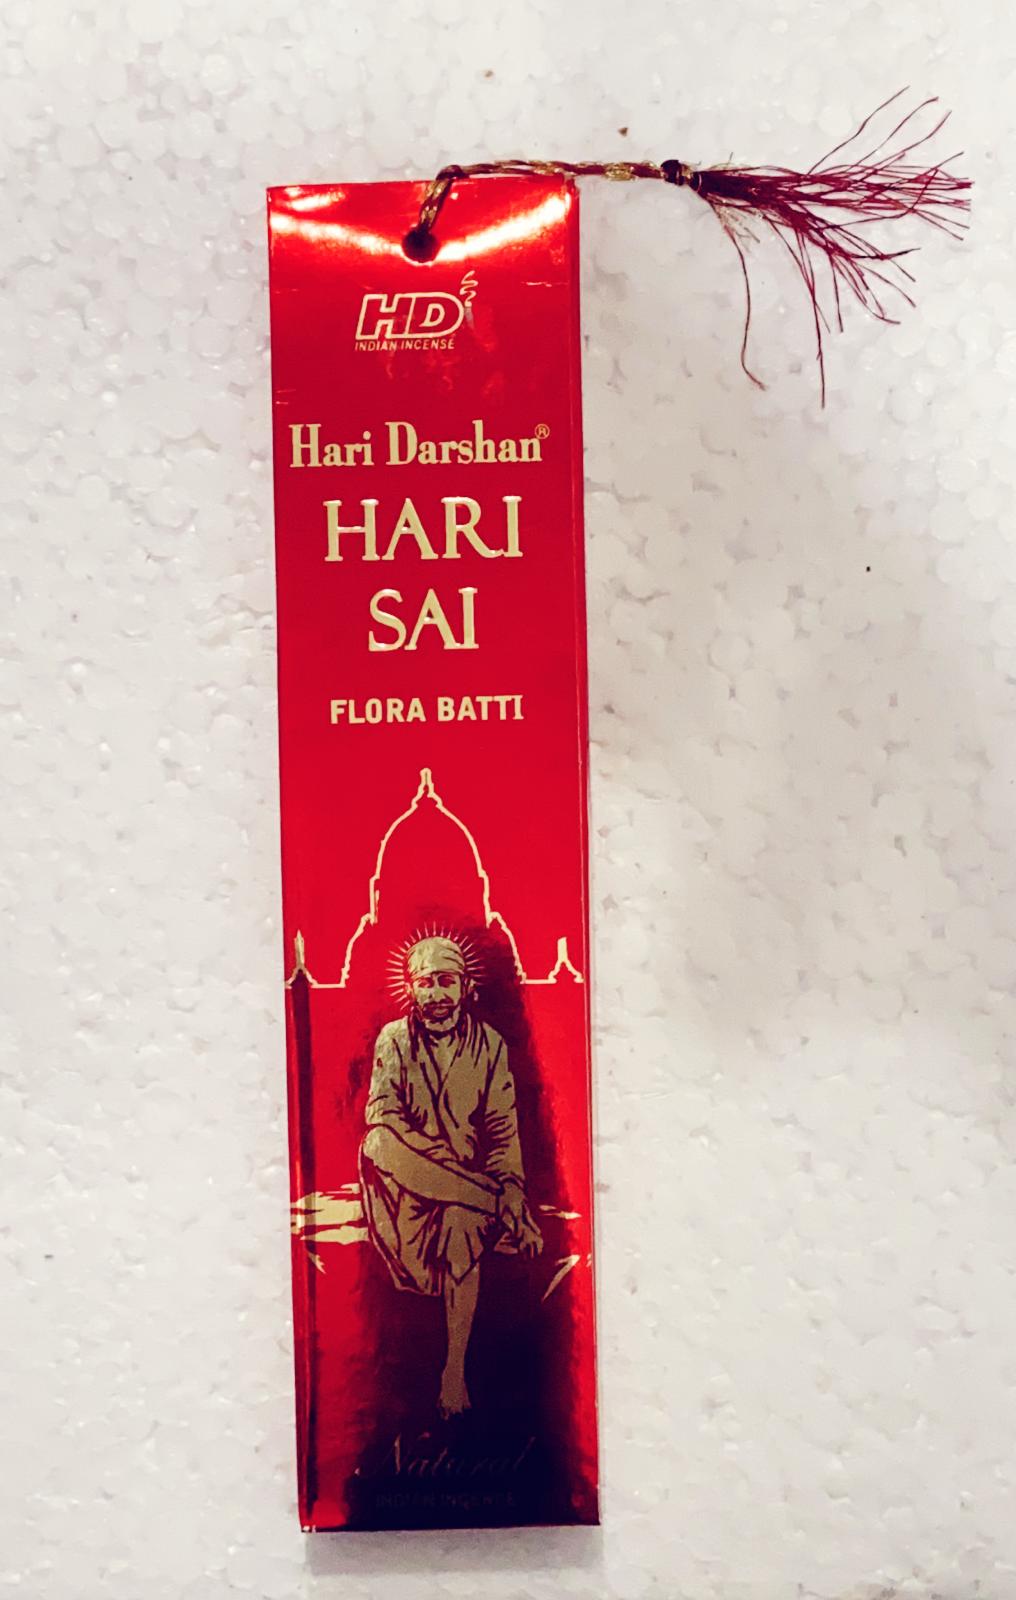 HD
INDIAN INCENSE
Hari Darshan®
HARI
SAI
FLORA BATTI
Natural
INDIAN INCENSE